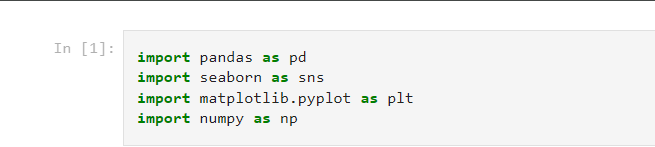 In [1]:
import pandas as pd
import seaborn as sns
import matplotlib.pyplot as plt
import numpy as np